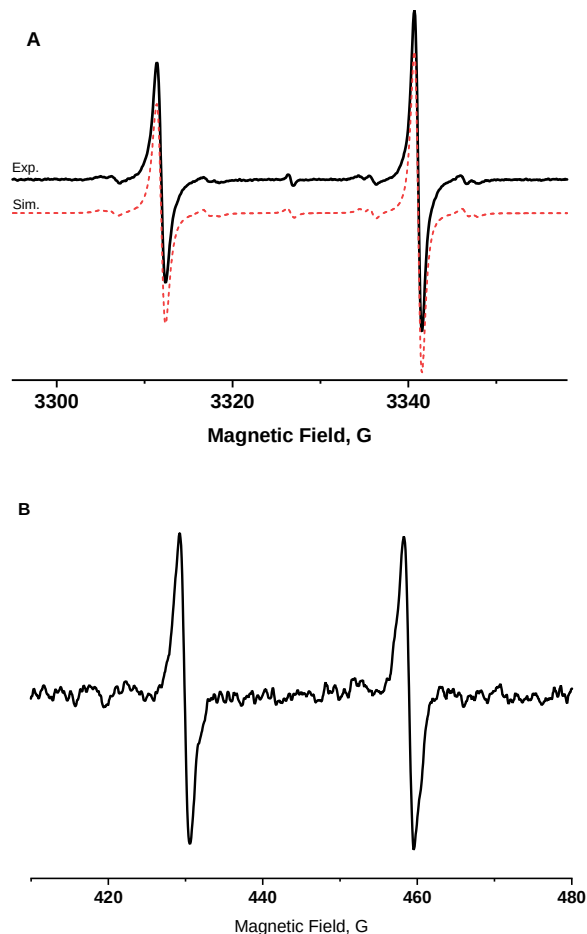 A
Exp.
Sim.
3300 3320 3340
Magnetic Field, G
B
420 440 460 480
Magnetic Field, G